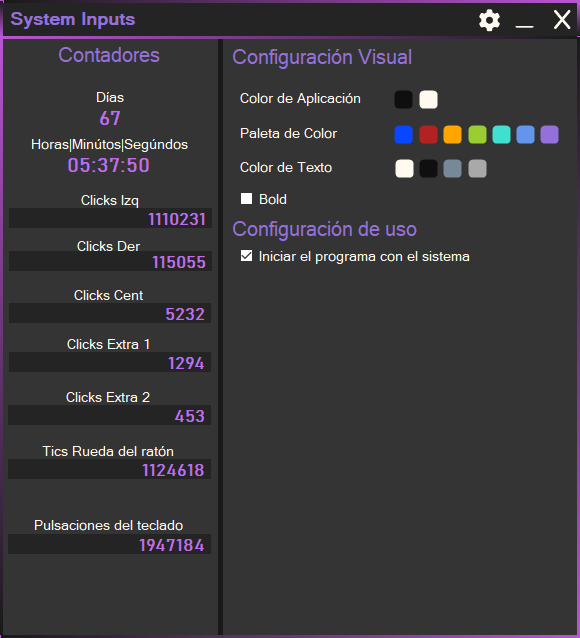 System Inputs
Contadores
Días
67
Horas|Minútos|Segúndos
05:37:50
Clicks Izq
1110231
Clicks Der
115055
Clicks Cent
5232
Clicks Extra 1
1294
Clicks Extra 2
453
Tics Rueda del ratón
1124618
Pulsaciones del teclado
1947184
Configuración Visual
Color de Aplicación
Paleta de Color
Color de Texto
Bold
Configuración de uso
Iniciar el programa con el sistema